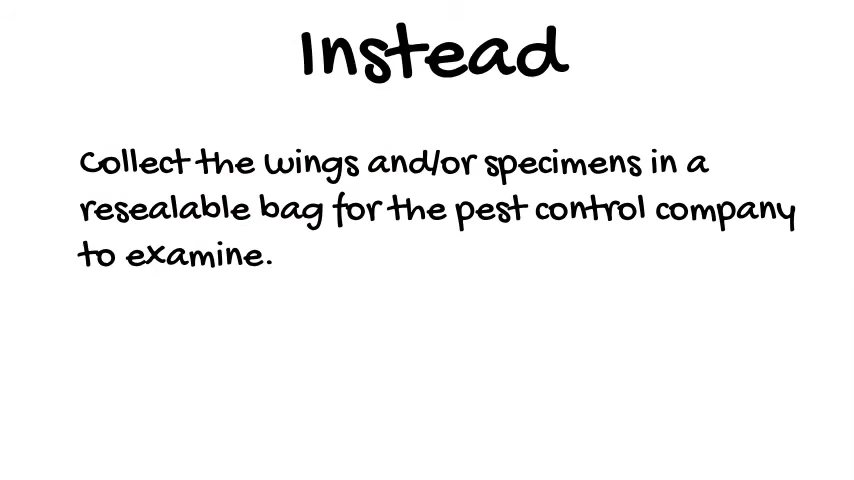 Instead
Collect the wings and/or specimens in a
resealable bag for the pest control company
to examine.